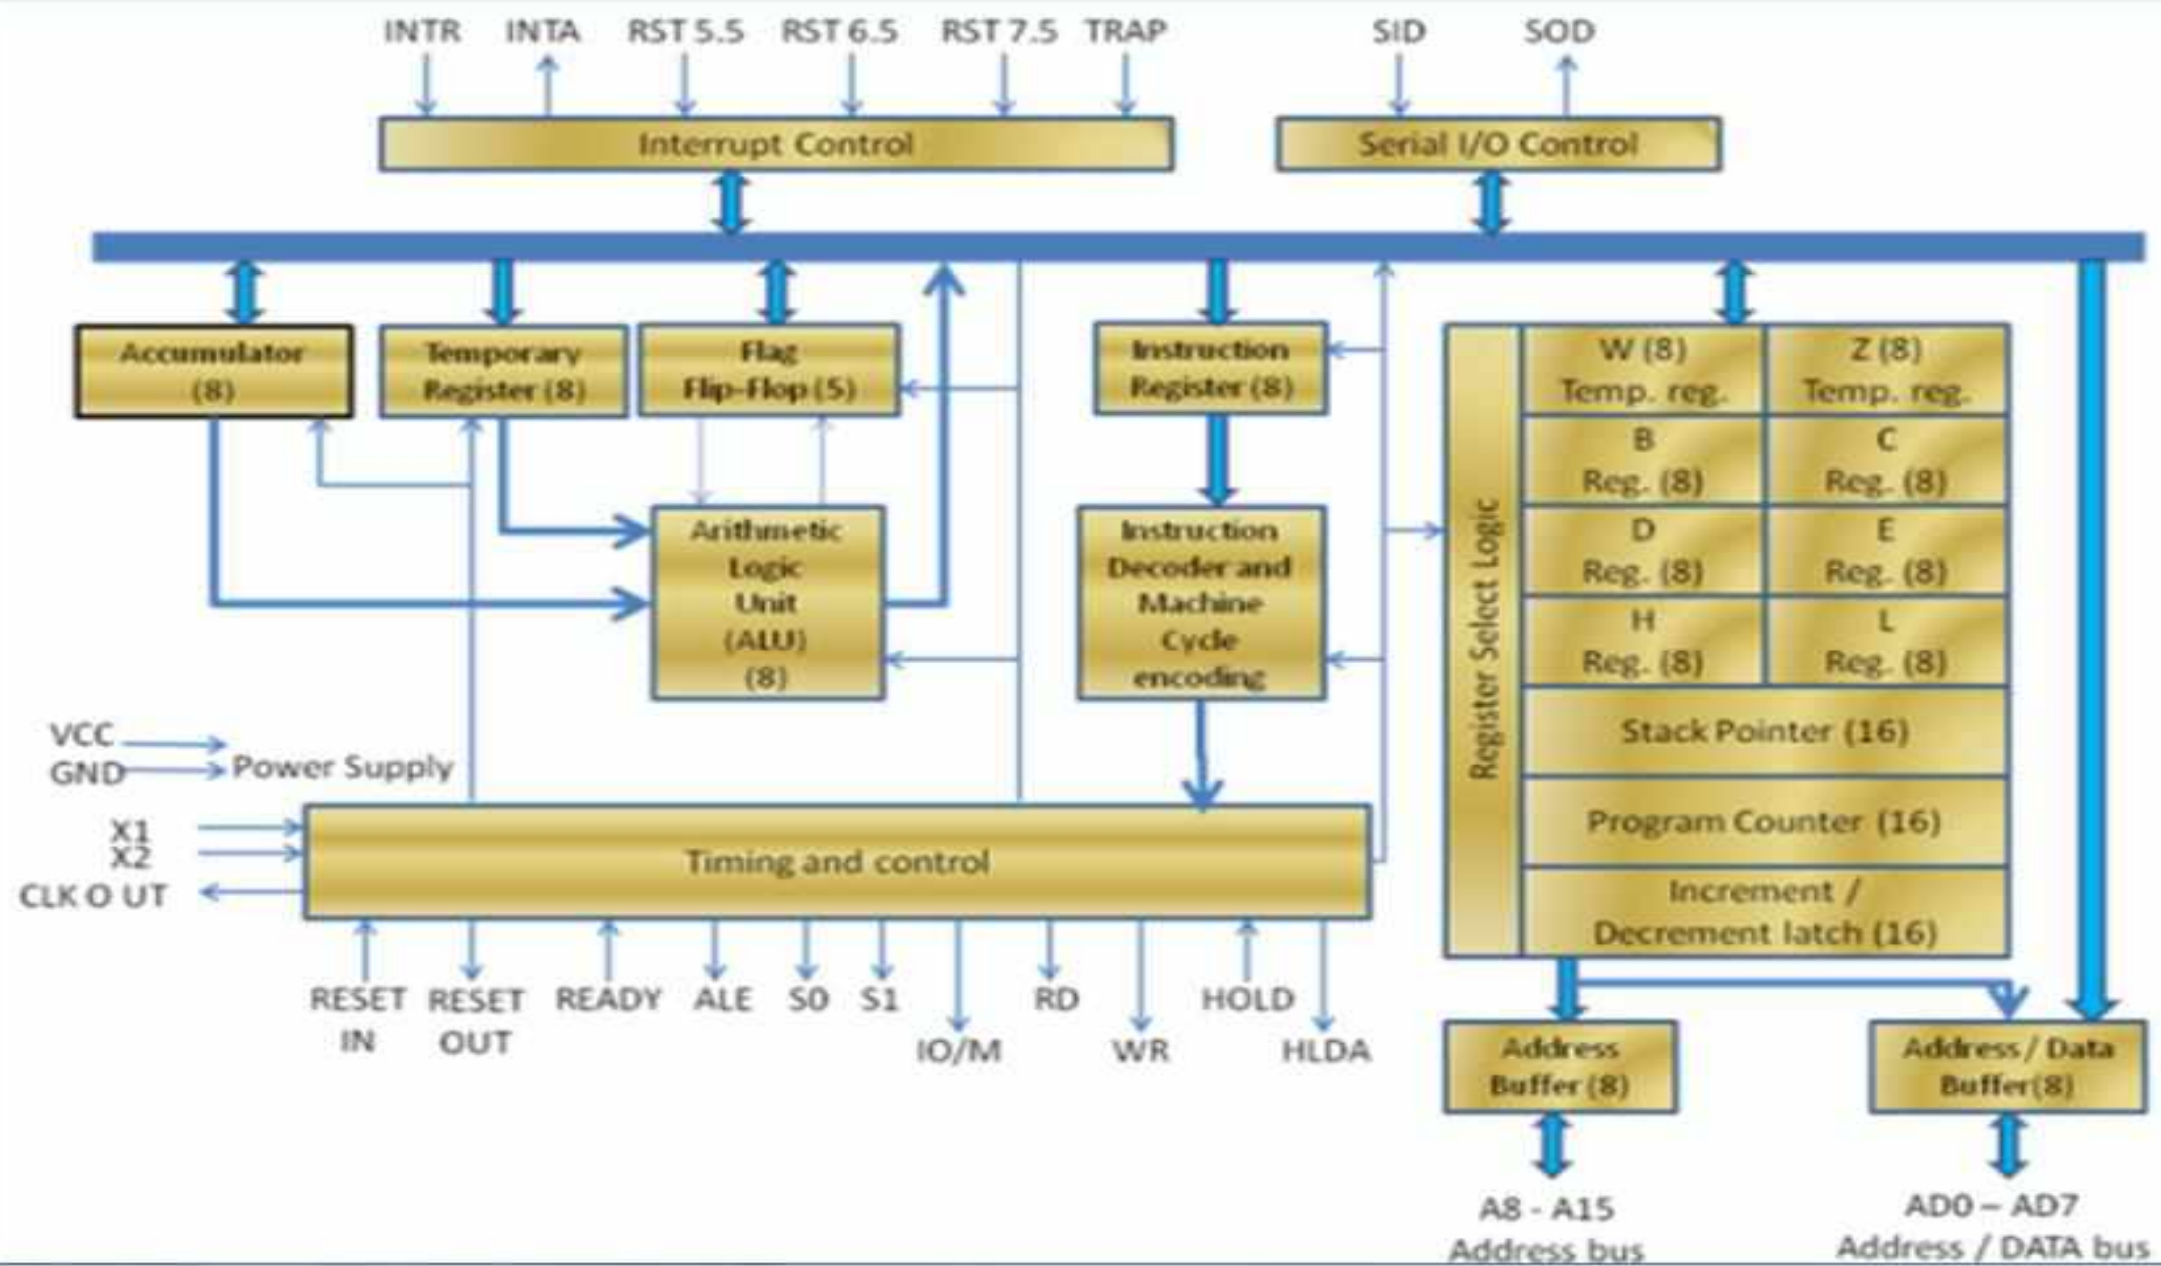 INTR INTA RST 5.5 RST 6.5 RST 7.5 TRAP SID SOD
Interrupt Control
Serial I/O Control
Accumulator
(8)
Temporary
Register (8)
Flag
Flip-Flop (5)
Instruction
Register (8)
Arithmetic
Logic
Unit
(ALU)
(8)
Instruction
Decoder and
Machine
Cycle
encoding
Register Select Logic
W (8)
Temp. reg.
Z (8)
Temp. reg.
B
Reg. (8)
C
Reg. (8)
D
Reg. (8)
E
Reg. (8)
H
Reg. (8)
L
Reg. (8)
Stack Pointer (16)
Program Counter (16)
Increment /
Decrement latch (16)
VCC
GND
Power Supply
X1
X2
CLK O UT
Timing and control
RESET
IN
RESET
OUT
READY
ALE
S0
S1
IO/M
RD
WR
HOLD
HLDA
Address
Buffer (8)
Address / Data
Buffer(8)
A8 - A15
Address bus
AD0 – AD7
Address / DATA bus